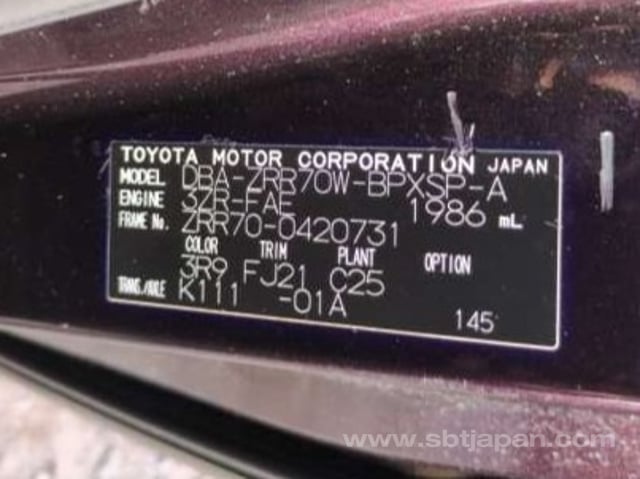 TOYOTA MOTOR CORPORATION JAPAN
MODEL DBA-ZRR70W-BPXSP-A
ENGINE 3ZR-FAE 1986 mL
FRAME No. ZRR70-0420731
COLOR TRIM PLANT OPTION
3R9 FJ21 C25
TRANS./AXLE K111 -01A 145
www.sbtjapan.com